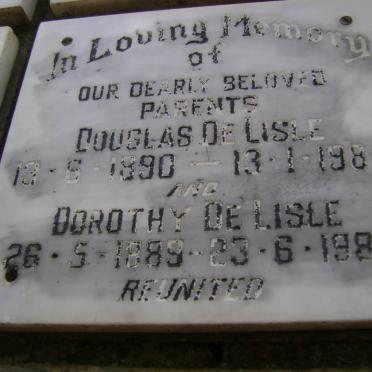 In Loving Memory
of
OUR DEARLY BELOVED
PARENTS
DOUGLAS DE LISLE
13·6·1890 — 13·1·198
AND
DOROTHY DE LISLE
26·5·1889-23·6·198
REUNITED